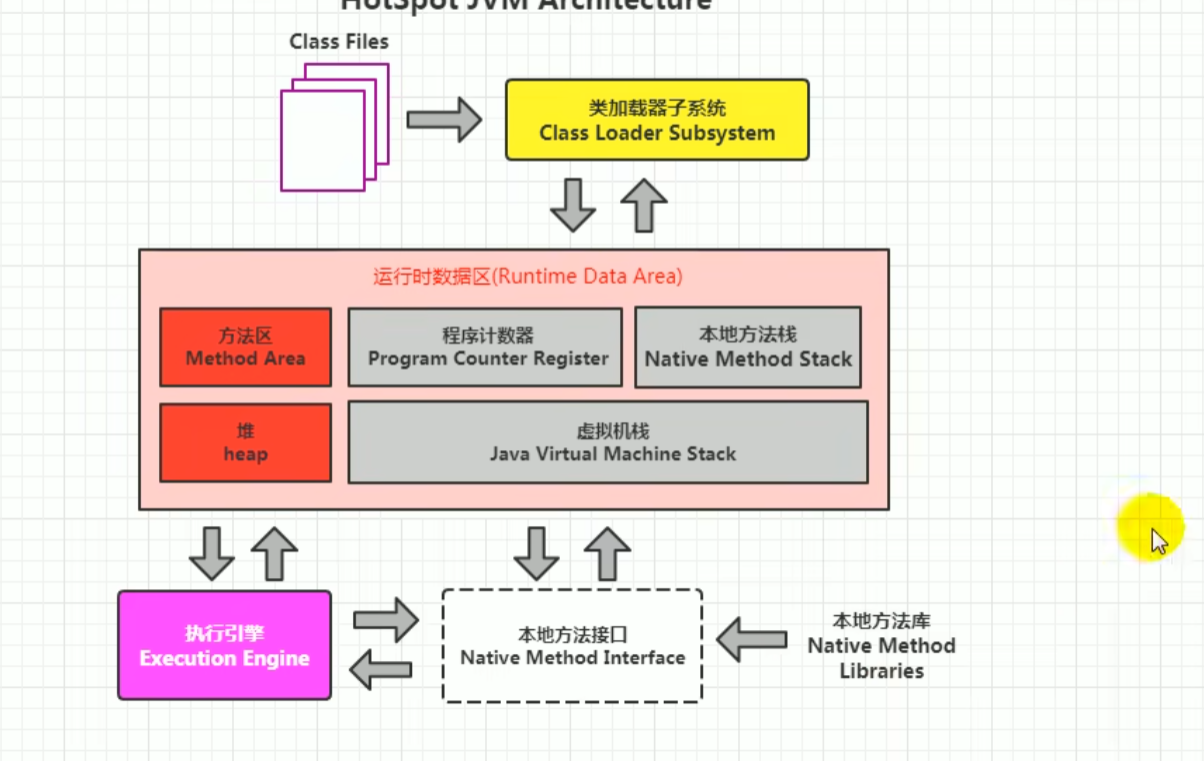 HotSpot JVM Architecture
Class Files
类加载器子系统
Class Loader Subsystem
运行时数据区(Runtime Data Area)
方法区
Method Area
程序计数器
Program Counter Register
本地方法栈
Native Method Stack
堆
heap
虚拟机栈
Java Virtual Machine Stack
执行引擎
Execution Engine
本地方法接口
Native Method Interface
本地方法库
Native Method
Libraries